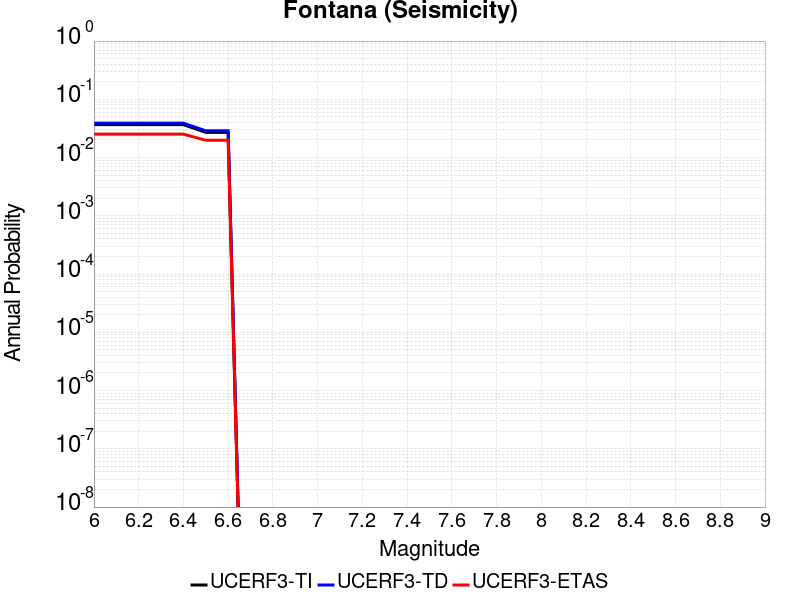 Fontana (Seismicity)
10^0
10^-1
10^-2
10^-3
10^-4
10^-5
10^-6
10^-7
10^-8
Annual Probability
6 6.2 6.4 6.6 6.8 7 7.2 7.4 7.6 7.8 8 8.2 8.4 8.6 8.8 9
Magnitude
UCERF3-TI UCERF3-TD UCERF3-ETAS